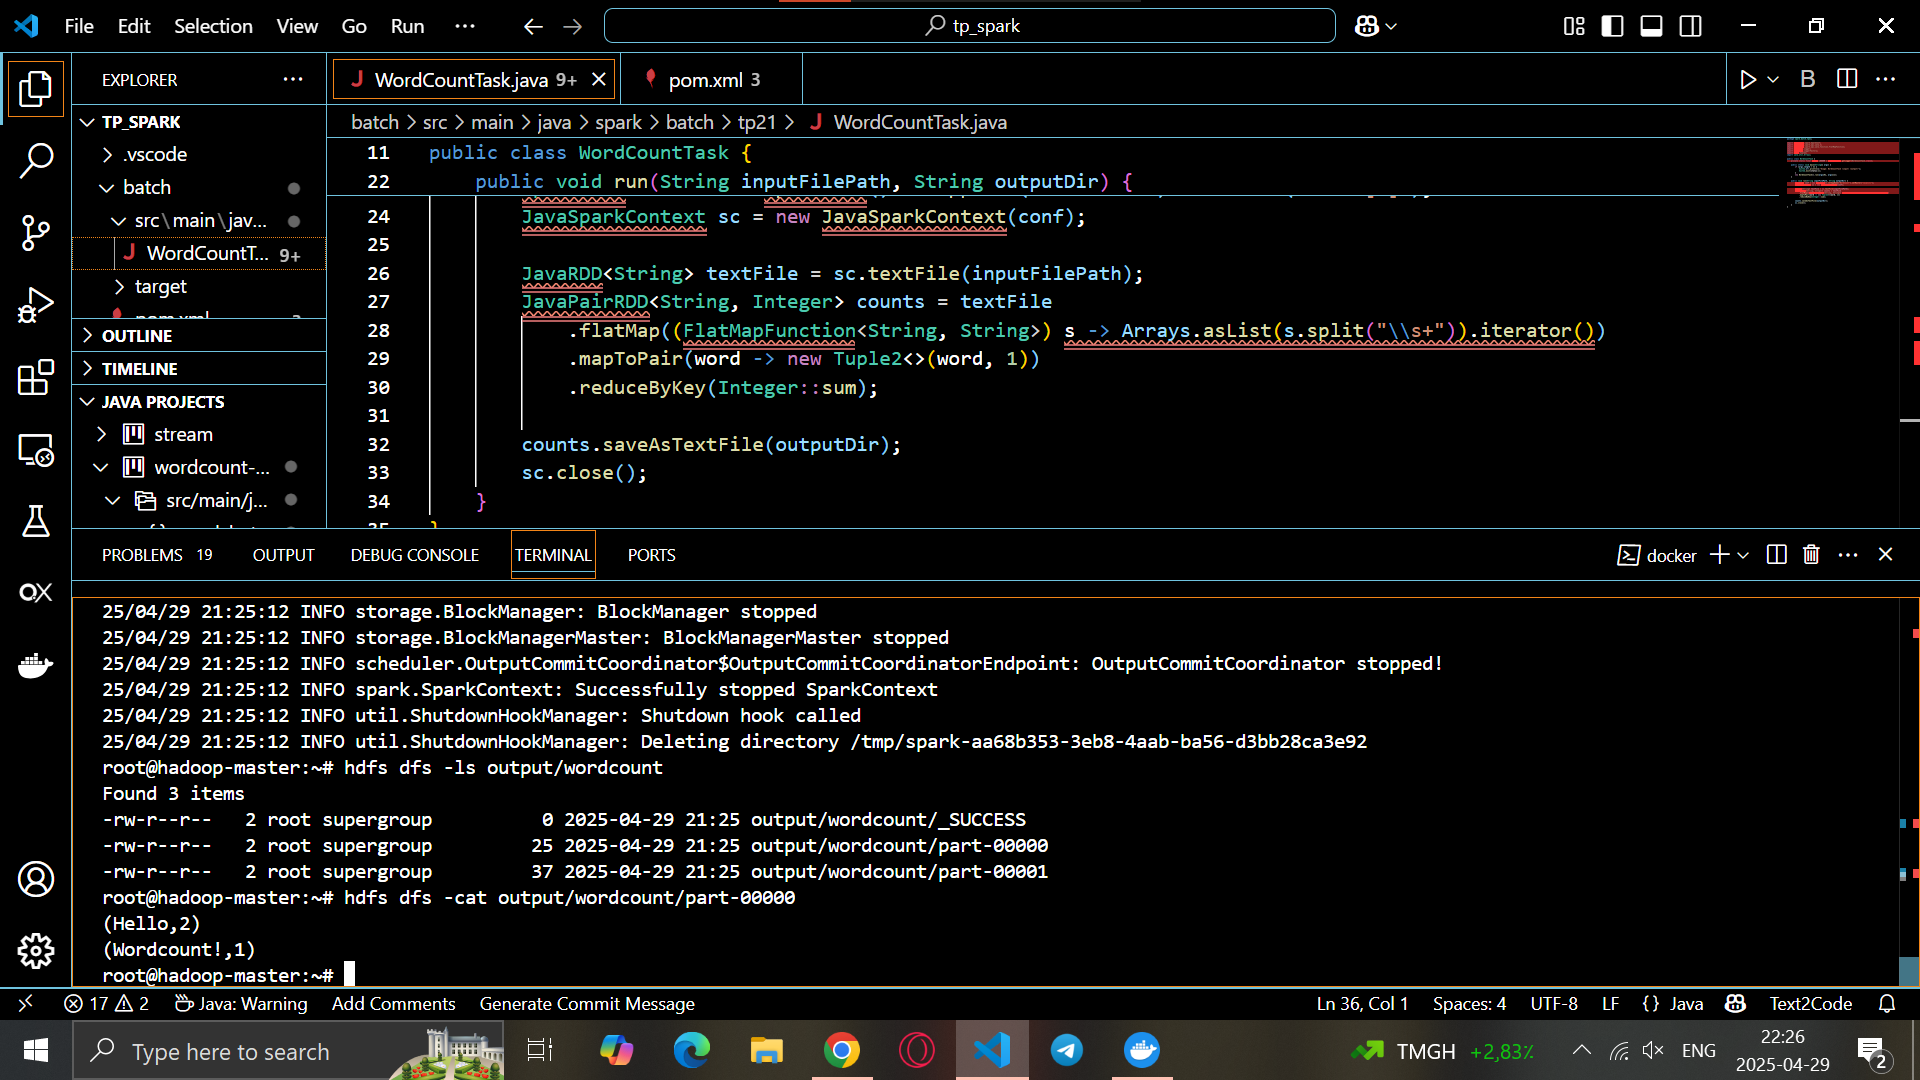 File Edit Selection View Go Run ··· tp_spark
EXPLORER
TP_SPARK
.vscode
batch
src\main\jav...
WordCountT... 9+
target
OUTLINE
TIMELINE
JAVA PROJECTS
stream
wordcount-...
src/main/j...
WordCountTask.java 9+
pom.xml 3
batch > src > main > java > spark > batch > tp21 > WordCountTask.java
11 public class WordCountTask {
22 public void run(String inputFilePath, String outputDir) {
24 JavaSparkContext sc = new JavaSparkContext(conf);
25
26 JavaRDD<String> textFile = sc.textFile(inputFilePath);
27 JavaPairRDD<String, Integer> counts = textFile
28 .flatMap((FlatMapFunction<String, String>) s -> Arrays.asList(s.split("\\s+")).iterator())
29 .mapToPair(word -> new Tuple2<>(word, 1))
30 .reduceByKey(Integer::sum);
31
32 counts.saveAsTextFile(outputDir);
33 sc.close();
34 }
PROBLEMS 19 OUTPUT DEBUG CONSOLE TERMINAL PORTS docker
25/04/29 21:25:12 INFO storage.BlockManager: BlockManager stopped
25/04/29 21:25:12 INFO storage.BlockManagerMaster: BlockManagerMaster stopped
25/04/29 21:25:12 INFO scheduler.OutputCommitCoordinator$OutputCommitCoordinatorEndpoint: OutputCommitCoordinator stopped!
25/04/29 21:25:12 INFO spark.SparkContext: Successfully stopped SparkContext
25/04/29 21:25:12 INFO util.ShutdownHookManager: Shutdown hook called
25/04/29 21:25:12 INFO util.ShutdownHookManager: Deleting directory /tmp/spark-aa68b353-3eb8-4aab-ba56-d3bb28ca3e92
root@hadoop-master:~# hdfs dfs -ls output/wordcount
Found 3 items
-rw-r--r-- 2 root supergroup 0 2025-04-29 21:25 output/wordcount/_SUCCESS
-rw-r--r-- 2 root supergroup 25 2025-04-29 21:25 output/wordcount/part-00000
-rw-r--r-- 2 root supergroup 37 2025-04-29 21:25 output/wordcount/part-00001
root@hadoop-master:~# hdfs dfs -cat output/wordcount/part-00000
(Hello,2)
(Wordcount!,1)
root@hadoop-master:~#
17 2 Java: Warning Add Comments Generate Commit Message Ln 36, Col 1 Spaces: 4 UTF-8 LF {} Java Text2Code
Type here to search TMGH +2,83% ENG 22:26
2025-04-29 2